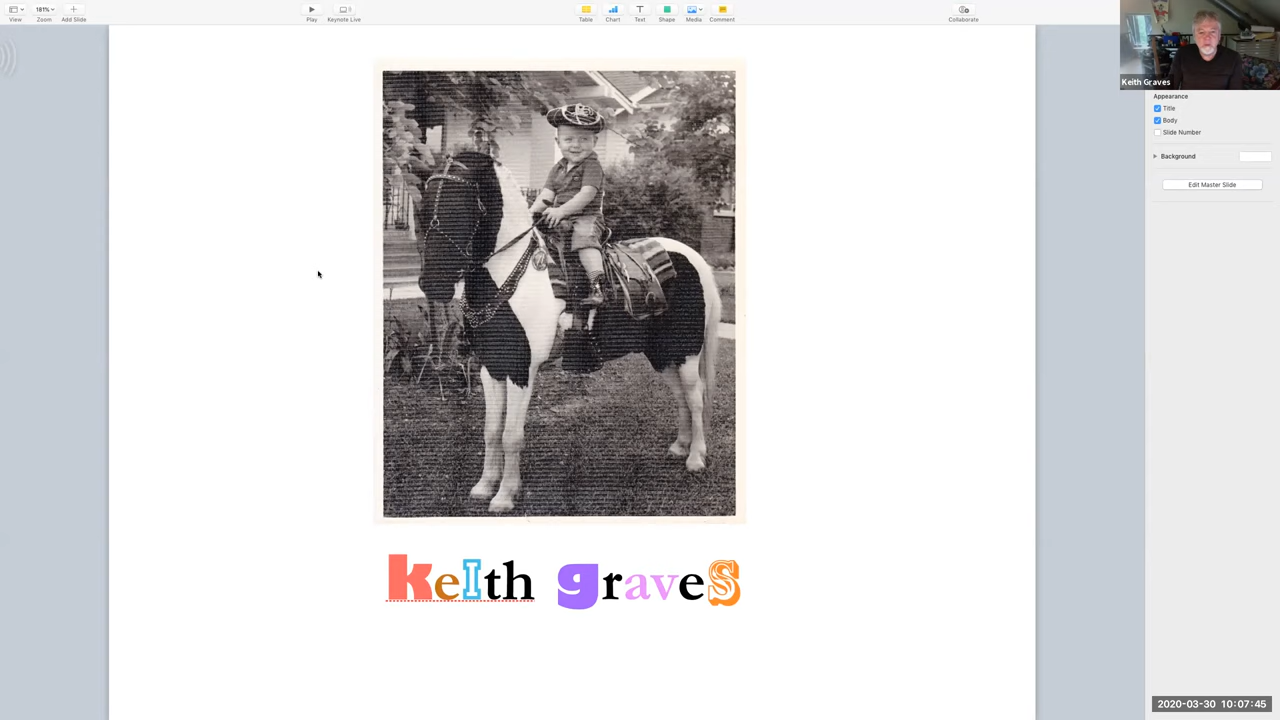 181%
View Zoom Add Slide
Play Keynote Live
Table Chart Text Shape Media Comment
Collaborate
Keith Graves
Appearance
Title
Body
Slide Number
Background
Edit Master Slide
keIth graveS
2020-03-30 10:07:45